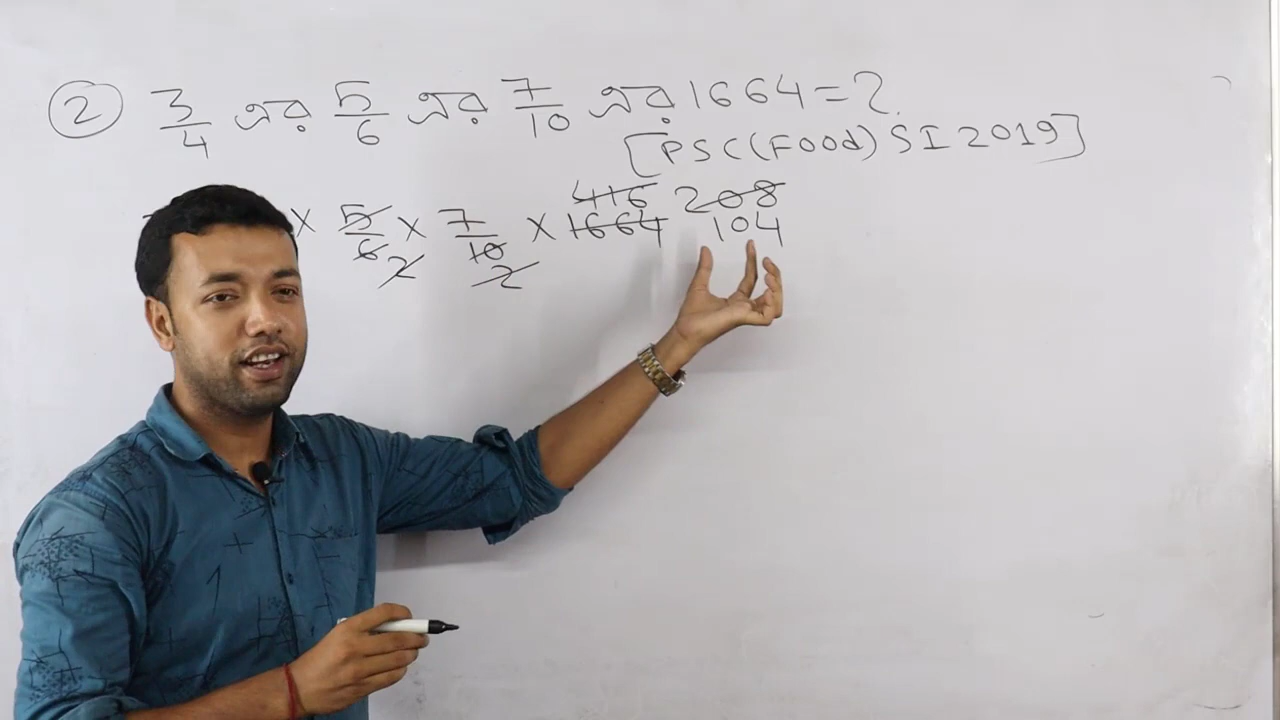 ② 3/4 এর 5/6 এর 7/10 এর 1664 = ?
[PSC (Food) SI 2019]
416 208
× 5/6 × 7/10 × 1664 104
2 2